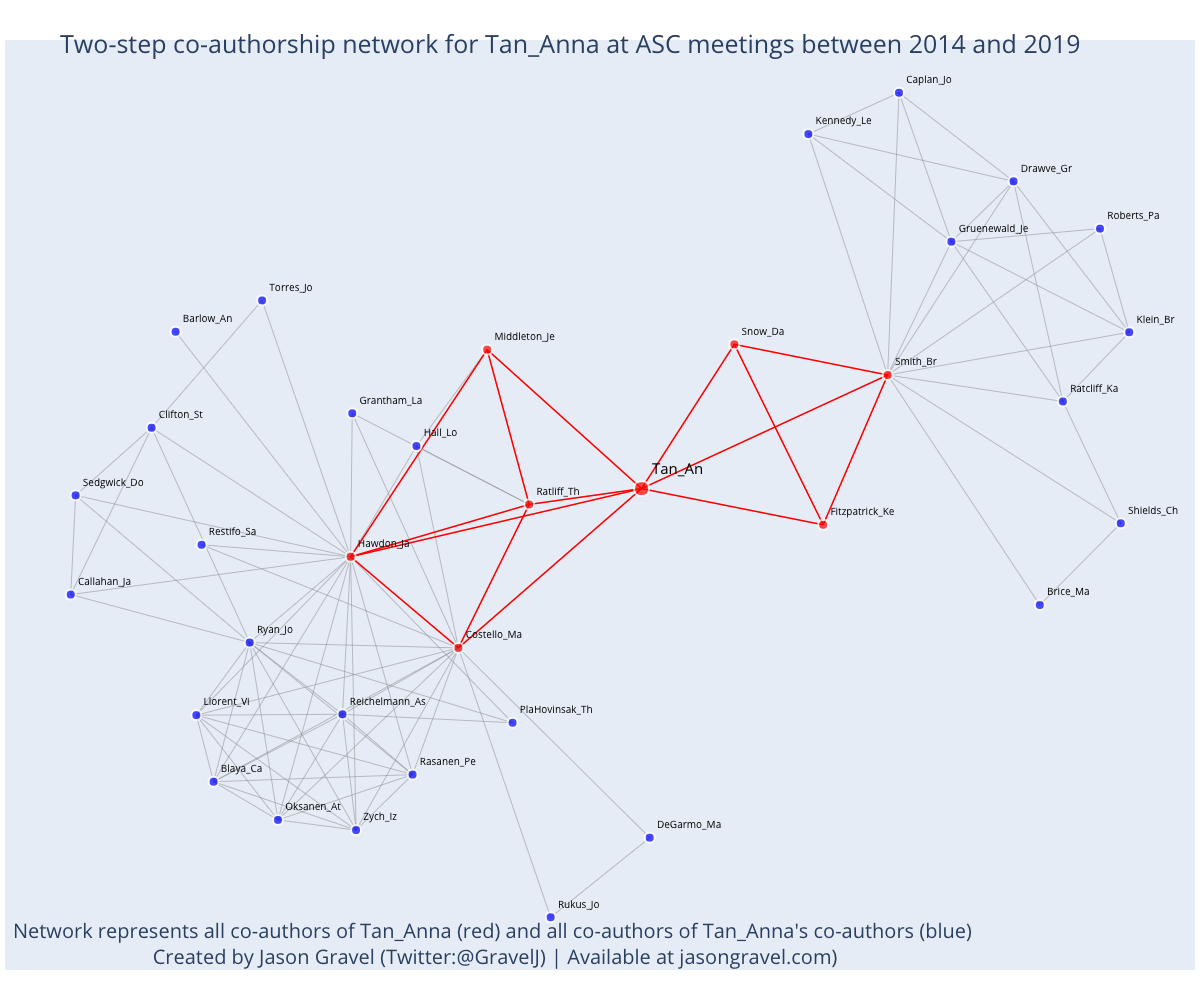 Two-step co-authorship network for Tan_Anna at ASC meetings between 2014 and 2019
Caplan_Jo
Kennedy_Le
Drawve_Gr
Roberts_Pa
Gruenewald_Je
Torres_Jo
Barlow_An
Klein_Br
Snow_Da
Middleton_Je
Smith_Br
Ratcliff_Ka
Grantham_La
Clifton_St
Hall_Lo
Tan_An
Sedgwick_Do
Ratliff_Th
Fitzpatrick_Ke
Shields_Ch
Restifo_Sa
Hawdon_Ja
Callahan_Ja
Brice_Ma
Ryan_Jo
Costello_Ma
Llorent_Vi
Reichelmann_As
PlaHovinsak_Th
Blaya_Ca
Rasanen_Pe
Oksanen_At
Zych_Iz
DeGarmo_Ma
Rukus_Jo
Network represents all co-authors of Tan_Anna (red) and all co-authors of Tan_Anna's co-authors (blue)
Created by Jason Gravel (Twitter:@GravelJ) | Available at jasongravel.com)